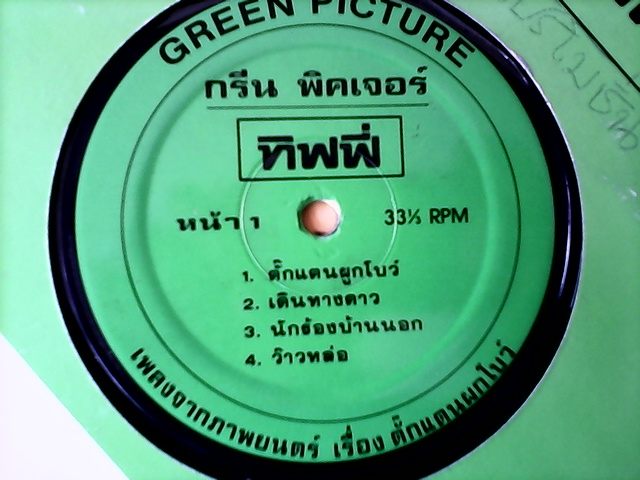 GREEN PICTURE
กรีน พิคเจอร์
ทิฟฟี่
หน้า 1
33⅓ RPM
1. ตั๊กแตนผูกโบว์
2. เดินทางดาว
3. นักร้องบ้านนอก
4. ว้าวหล่อ
เพลงจากภาพยนตร์ เรื่อง ตั๊กแตนผูกโบว์